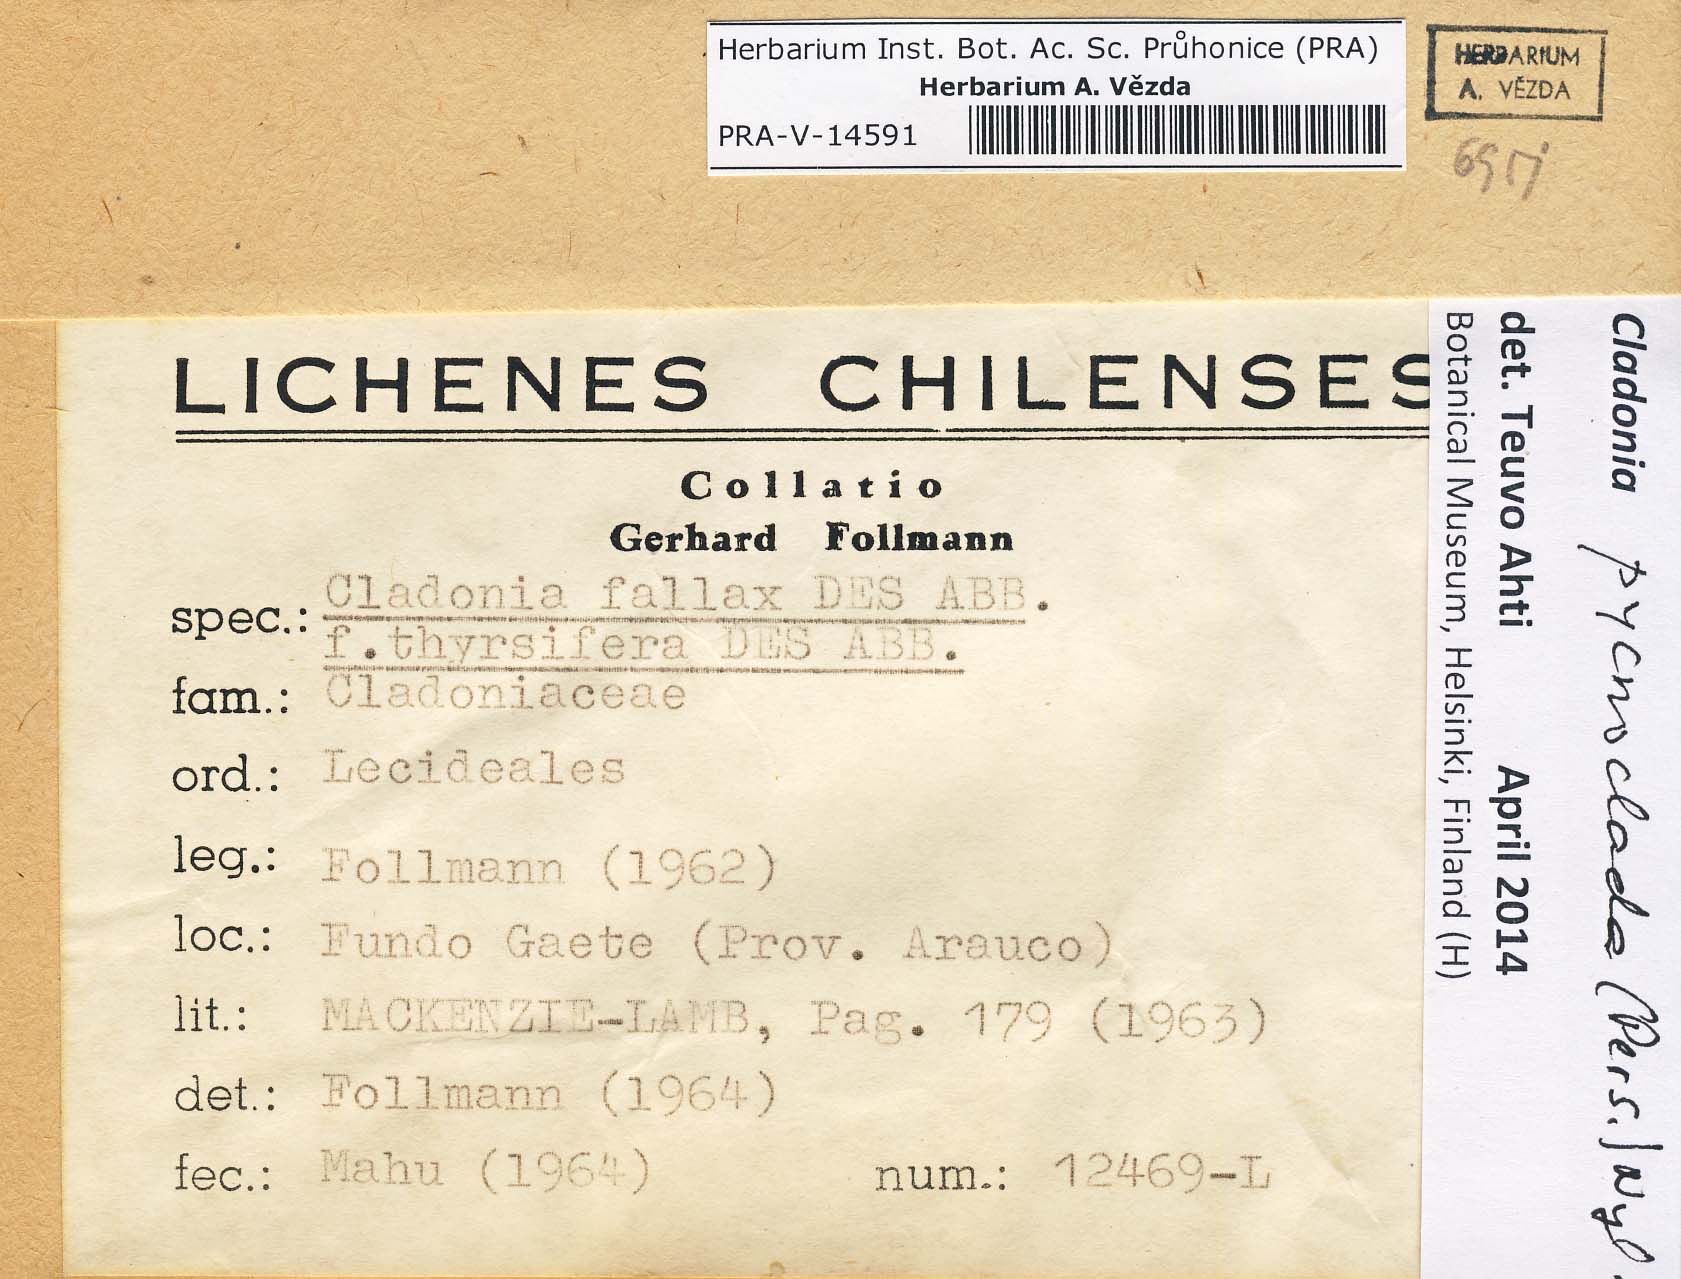 Herbarium Inst. Bot. Ac. Sc. Průhonice (PRA)
Herbarium A. Vězda
PRA-V-14591
HERBARIUM
A. VĚZDA
LICHENES CHILENSES
Collatio
Gerhard Follmann
spec.: Cladonia fallax DES ABB.
f.thyrsifera DES ABB.
fam.: Cladoniaceae
ord.: Lecideales
leg.: Follmann (1962)
loc.: Fundo Gaete (Prov. Arauco)
lit.: MACKENZIE-LAMB, Pag. 179 (1963)
det.: Follmann (1964)
fec.: Mahu (1964) num.: 12469-L
Cladonia pycnoclada (Pers.) Nyl.
det. Teuvo Ahti April 2014
Botanical Museum, Helsinki, Finland (H)